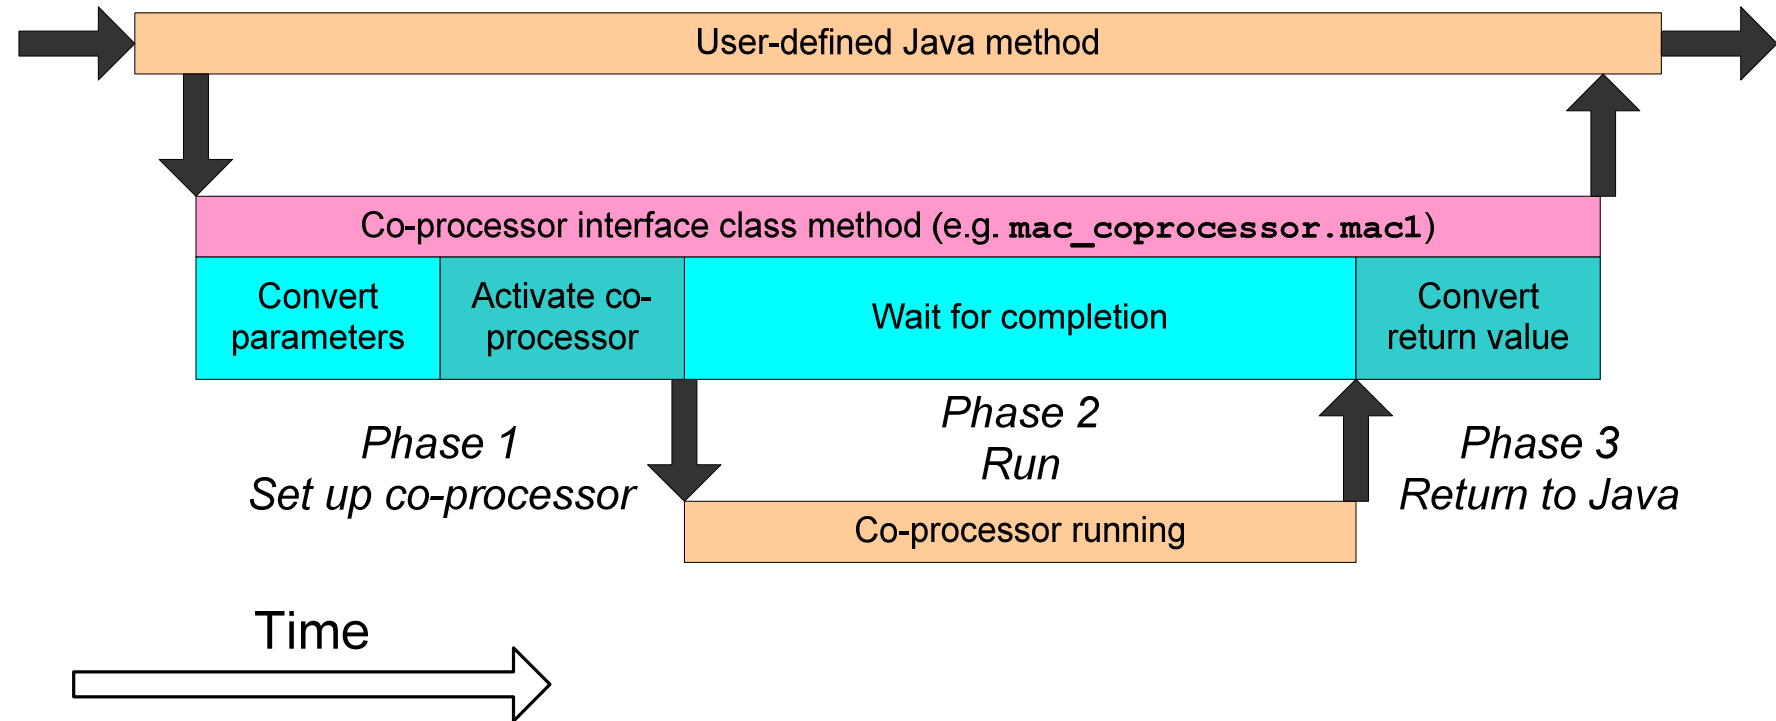 User-defined Java method
Co-processor interface class method (e.g. mac_coprocessor.mac1)
Convert
parameters
Activate co-
processor
Wait for completion
Convert
return value
Phase 1
Set up co-processor
Phase 2
Run
Phase 3
Return to Java
Co-processor running
Time